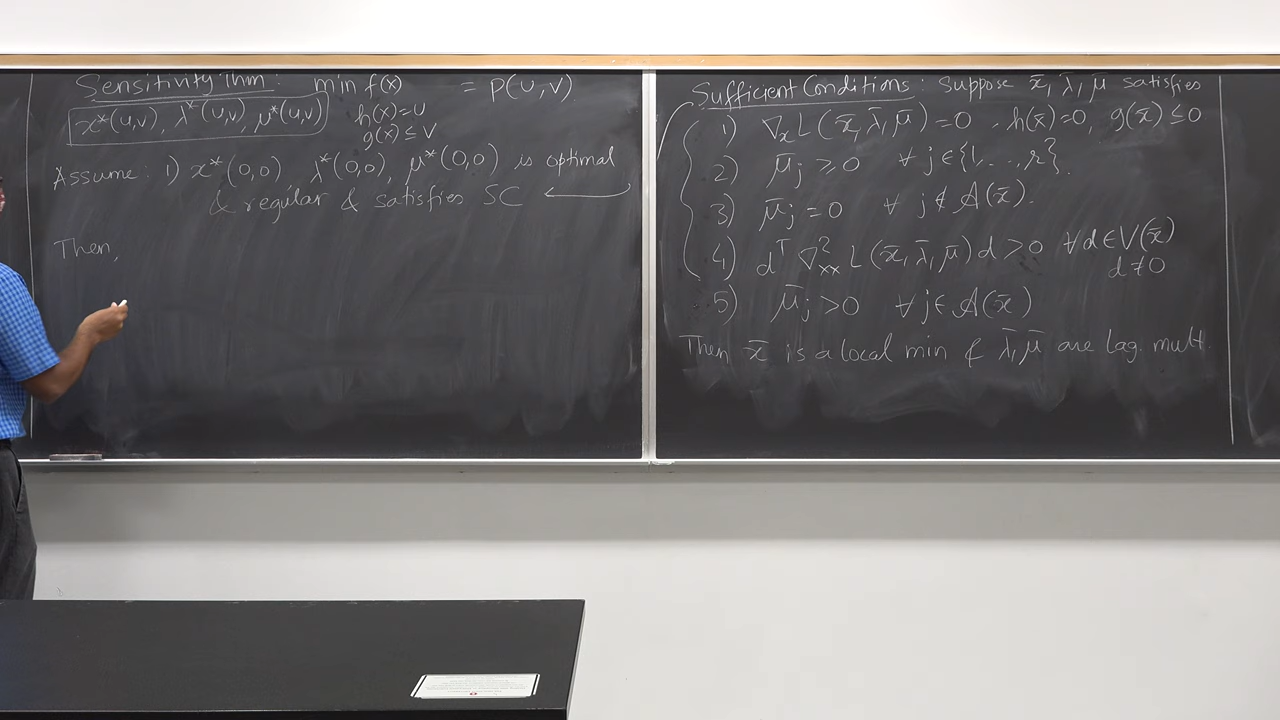 Sensitivity Thm: min f(x) = P(u,v)
h(x)=u
g(x)≤v
x*(u,v), λ*(u,v), μ*(u,v)
Assume: 1) x*(0,0) λ*(0,0), μ*(0,0) is optimal
& regular & satisfies SC
Then,
Sufficient Conditions: Suppose x̄, λ̄, μ̄ satisfies
1) ∇ₓL(x̄,λ̄,μ̄)=0, h(x̄)=0, g(x̄)≤0
2) μ̄ⱼ≥0 ∀ j∈{1,...,r}.
3) μ̄ⱼ=0 ∀ j∉A(x̄).
4) dᵀ∇²ₓₓL(x̄,λ̄,μ̄)d>0 ∀d∈V(x̄)
d≠0
5) μ̄ⱼ>0 ∀j∈A(x̄)
Then x̄ is a local min & λ̄,μ̄ are Lag. mult.